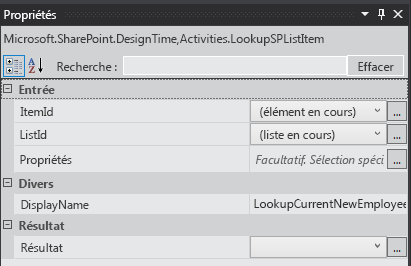 Propriétés
Microsoft.SharePoint.DesignTime,Activities.LookupSPListItem
Recherche : Effacer
Entrée
ItemId (élément en cours) ...
ListId (liste en cours) ...
Propriétés Facultatif. Sélection spéci ...
Divers
DisplayName LookupCurrentNewEmployee
Résultat
Résultat ...